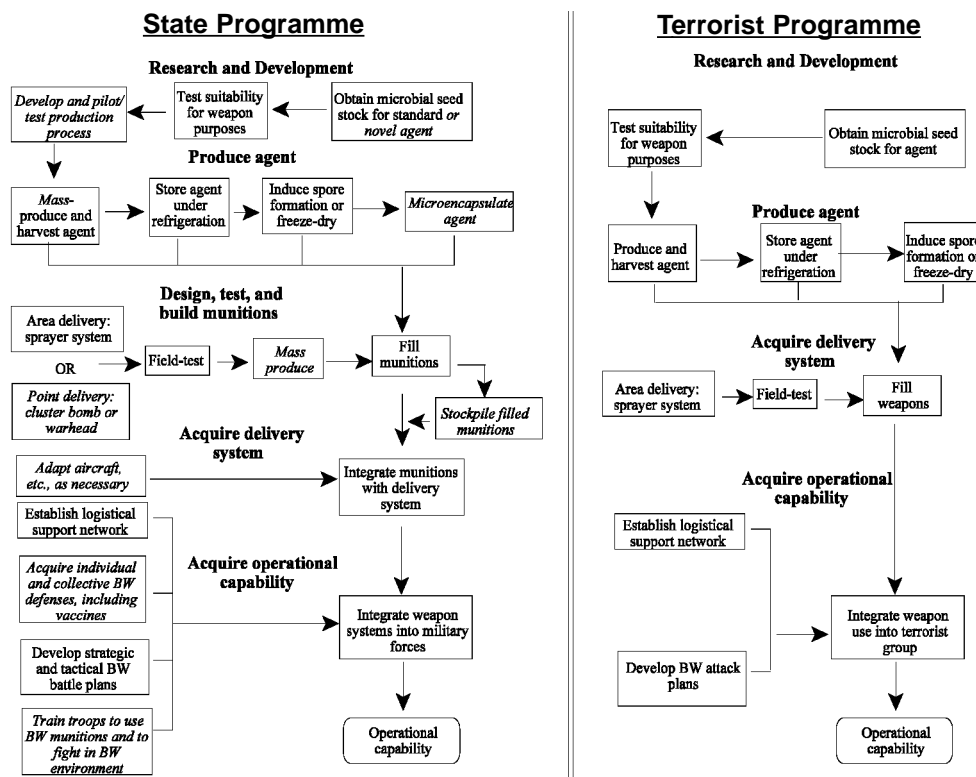 State Programme
Research and Development
Develop and pilot/
test production
process
Test suitability
for weapon
purposes
Obtain microbial seed
stock for standard or
novel agent
Produce agent
Mass-
produce and
harvest agent
Store agent
under
refrigeration
Induce spore
formation or
freeze-dry
Microencapsulate
agent
Design, test, and
build munitions
Area delivery:
sprayer system
OR
Point delivery:
cluster bomb or
warhead
Field-test
Mass
produce
Fill
munitions
Stockpile filled
munitions
Acquire delivery
system
Adapt aircraft,
etc., as necessary
Integrate munitions
with delivery
system
Establish logistical
support network
Acquire individual
and collective BW
defenses, including
vaccines
Develop strategic
and tactical BW
battle plans
Train troops to use
BW munitions and to
fight in BW
environment
Acquire operational
capability
Integrate weapon
systems into military
forces
Operational
capability
Terrorist Programme
Research and Development
Test suitability
for weapon
purposes
Obtain microbial seed
stock for agent
Produce agent
Produce and
harvest agent
Store agent
under
refrigeration
Induce spore
formation or
freeze-dry
Acquire delivery
system
Area delivery:
sprayer system
Field-test
Fill
weapons
Acquire operational
capability
Establish logistical
support network
Develop BW attack
plans
Integrate weapon
use into terrorist
group
Operational
capability